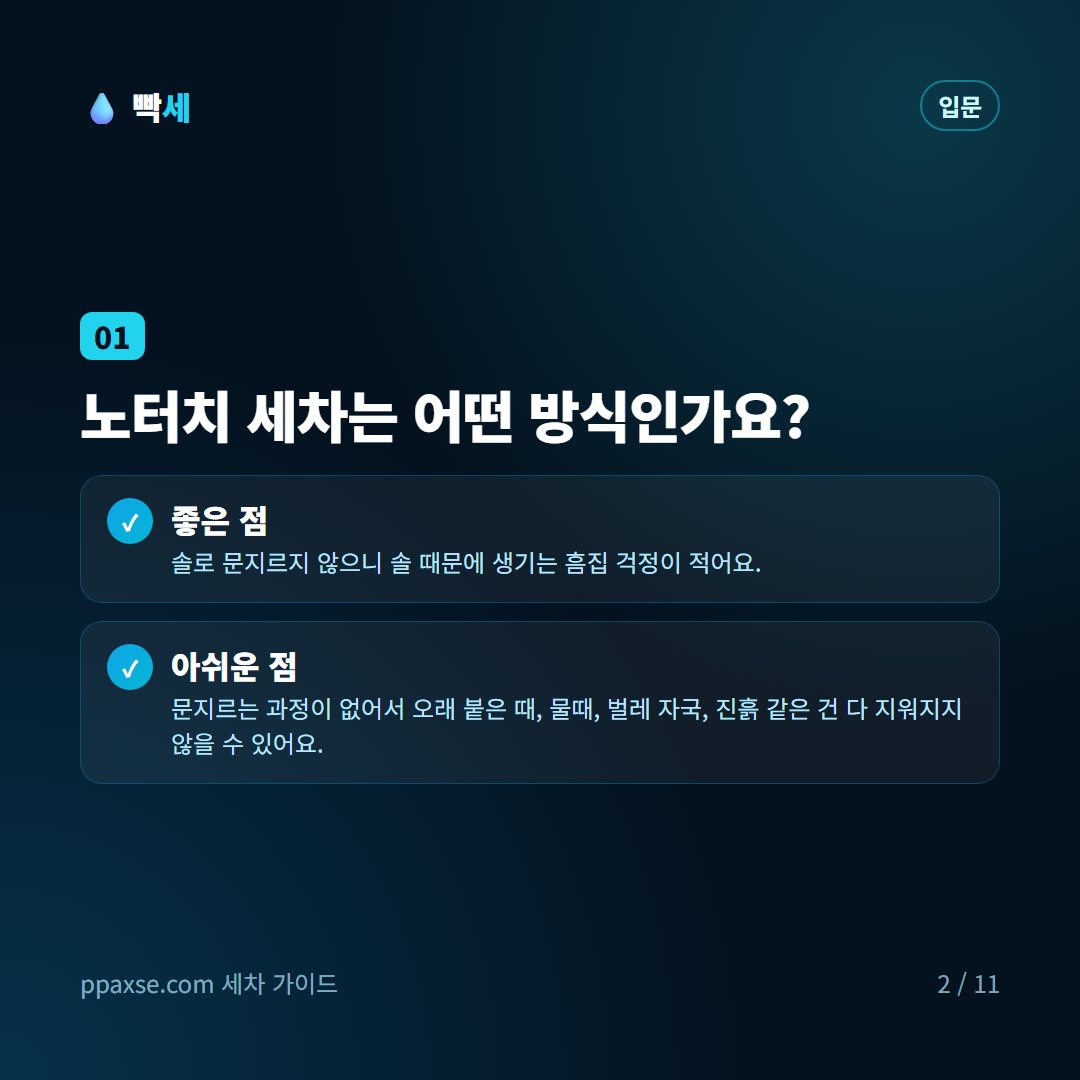 빡세
입문
01
노터치 세차는 어떤 방식인가요?
좋은 점
솔로 문지르지 않으니 솔 때문에 생기는 흠집 걱정이 적어요.
아쉬운 점
문지르는 과정이 없어서 오래 붙은 때, 물때, 벌레 자국, 진흙 같은 건 다 지워지지
않을 수 있어요.
ppaxse.com 세차 가이드
2 / 11